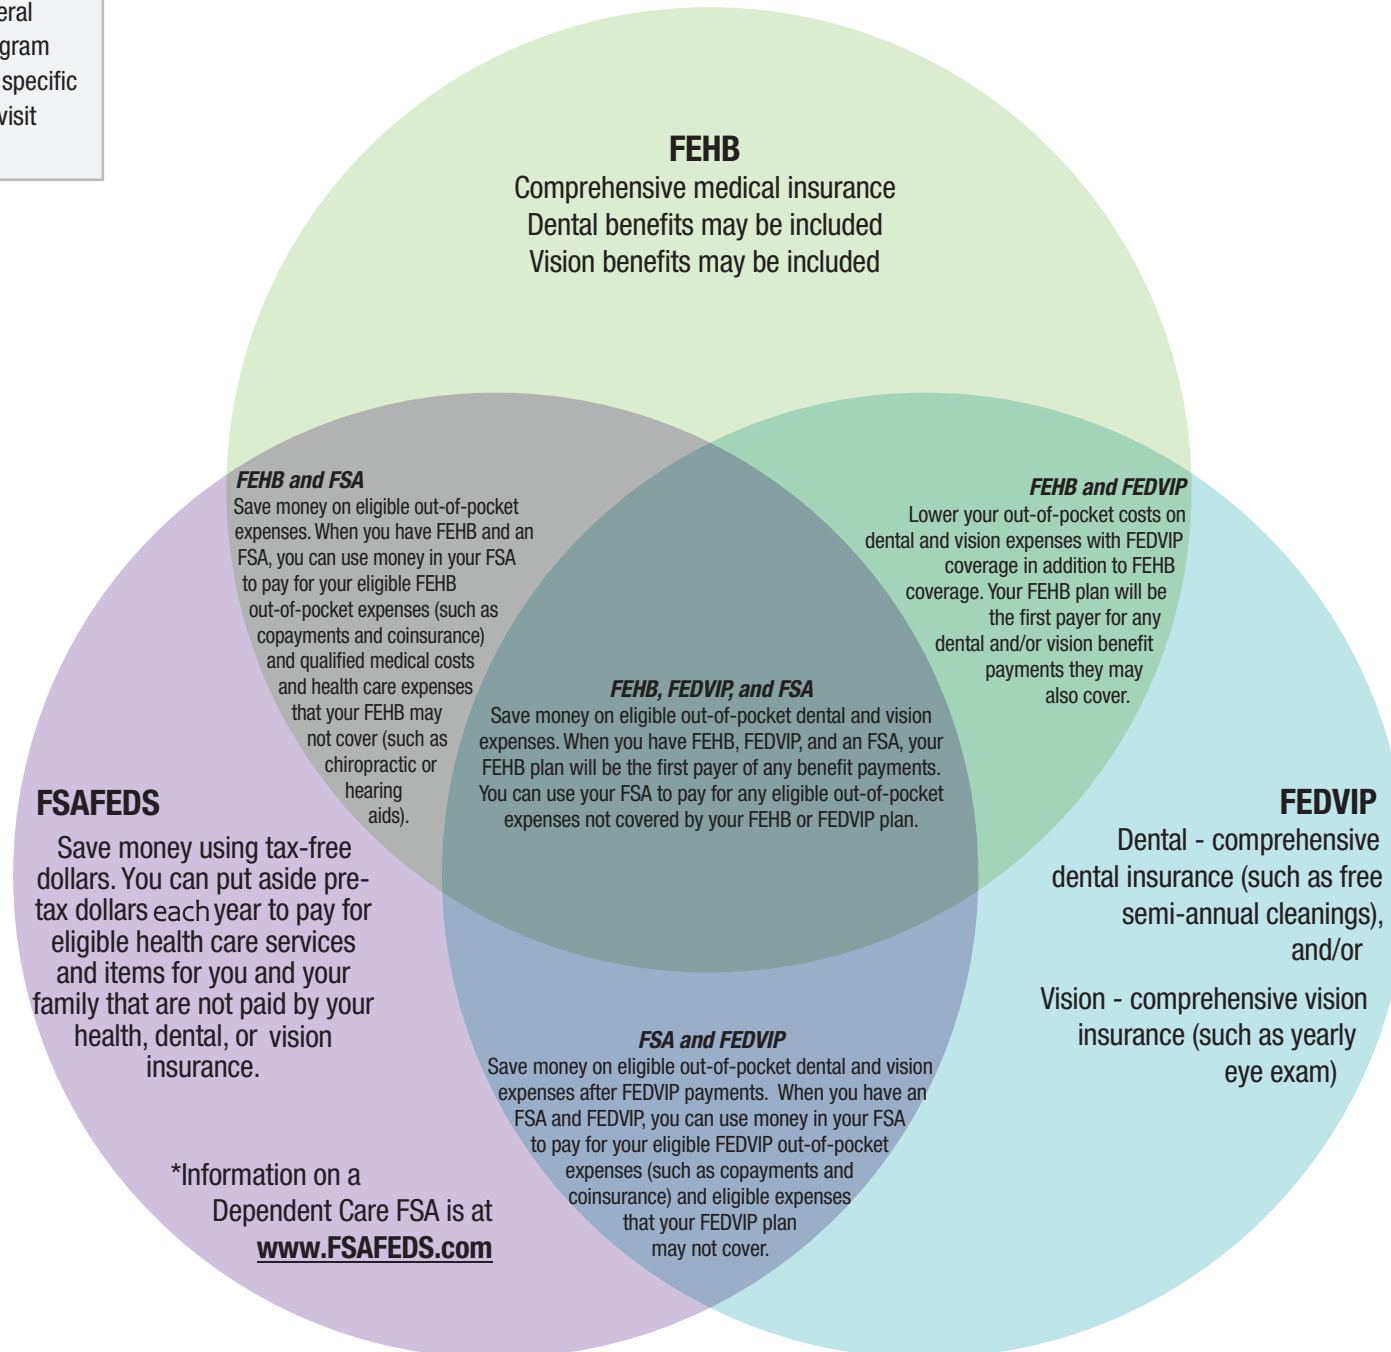 eral
gram
specific
visit
FEHB
Comprehensive medical insurance
Dental benefits may be included
Vision benefits may be included
FEHB and FSA
Save money on eligible out-of-pocket
expenses. When you have FEHB and an
FSA, you can use money in your FSA
to pay for your eligible FEHB
out-of-pocket expenses (such as
copayments and coinsurance)
and qualified medical costs
and health care expenses
that your FEHB may
not cover (such as
chiropractic or
hearing
aids).
FEHB and FEDVIP
Lower your out-of-pocket costs on
dental and vision expenses with FEDVIP
coverage in addition to FEHB
coverage. Your FEHB plan will be
the first payer for any
dental and/or vision benefit
payments they may
also cover.
FEHB, FEDVIP, and FSA
Save money on eligible out-of-pocket dental and vision
expenses. When you have FEHB, FEDVIP, and an FSA, your
FEHB plan will be the first payer of any benefit payments.
You can use your FSA to pay for any eligible out-of-pocket
expenses not covered by your FEHB or FEDVIP plan.
FSAFEDS
Save money using tax-free
dollars. You can put aside pre-
tax dollars each year to pay for
eligible health care services
and items for you and your
family that are not paid by your
health, dental, or vision
insurance.
*Information on a
Dependent Care FSA is at
www.FSAFEDS.com
FEDVIP
Dental - comprehensive
dental insurance (such as free
semi-annual cleanings),
and/or
Vision - comprehensive vision
insurance (such as yearly
eye exam)
FSA and FEDVIP
Save money on eligible out-of-pocket dental and vision
expenses after FEDVIP payments. When you have an
FSA and FEDVIP, you can use money in your FSA
to pay for your eligible FEDVIP out-of-pocket
expenses (such as copayments and
coinsurance) and eligible expenses
that your FEDVIP plan
may not cover.